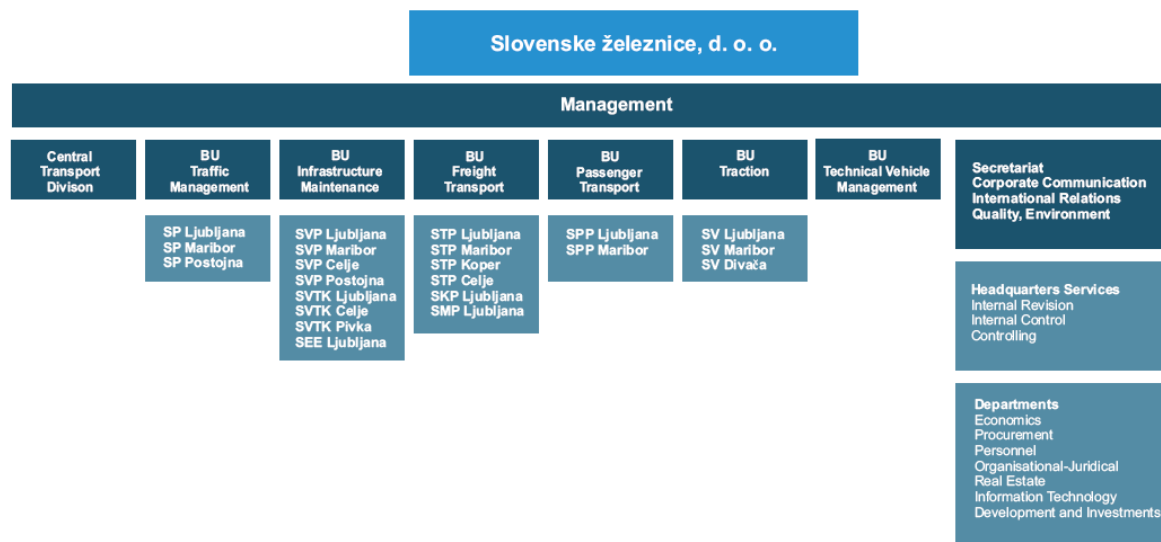 Slovenske železnice, d. o. o.
Management
Central
Transport
Divison
BU
Traffic
Management
BU
Infrastructure
Maintenance
BU
Freight
Transport
BU
Passenger
Transport
BU
Traction
BU
Technical Vehicle
Management
Secretariat
Corporate Communication
International Relations
Quality, Environment
SP Ljubljana
SP Maribor
SP Postojna
SVP Ljubljana
SVP Maribor
SVP Celje
SVP Postojna
SVTK Ljubljana
SVTK Celje
SVTK Pivka
SEE Ljubljana
STP Ljubljana
STP Maribor
STP Koper
STP Celje
SKP Ljubljana
SMP Ljubljana
SPP Ljubljana
SPP Maribor
SV Ljubljana
SV Maribor
SV Divača
Headquarters Services
Internal Revision
Internal Control
Controlling
Departments
Economics
Procurement
Personnel
Organisational-Juridical
Real Estate
Information Technology
Development and Investments